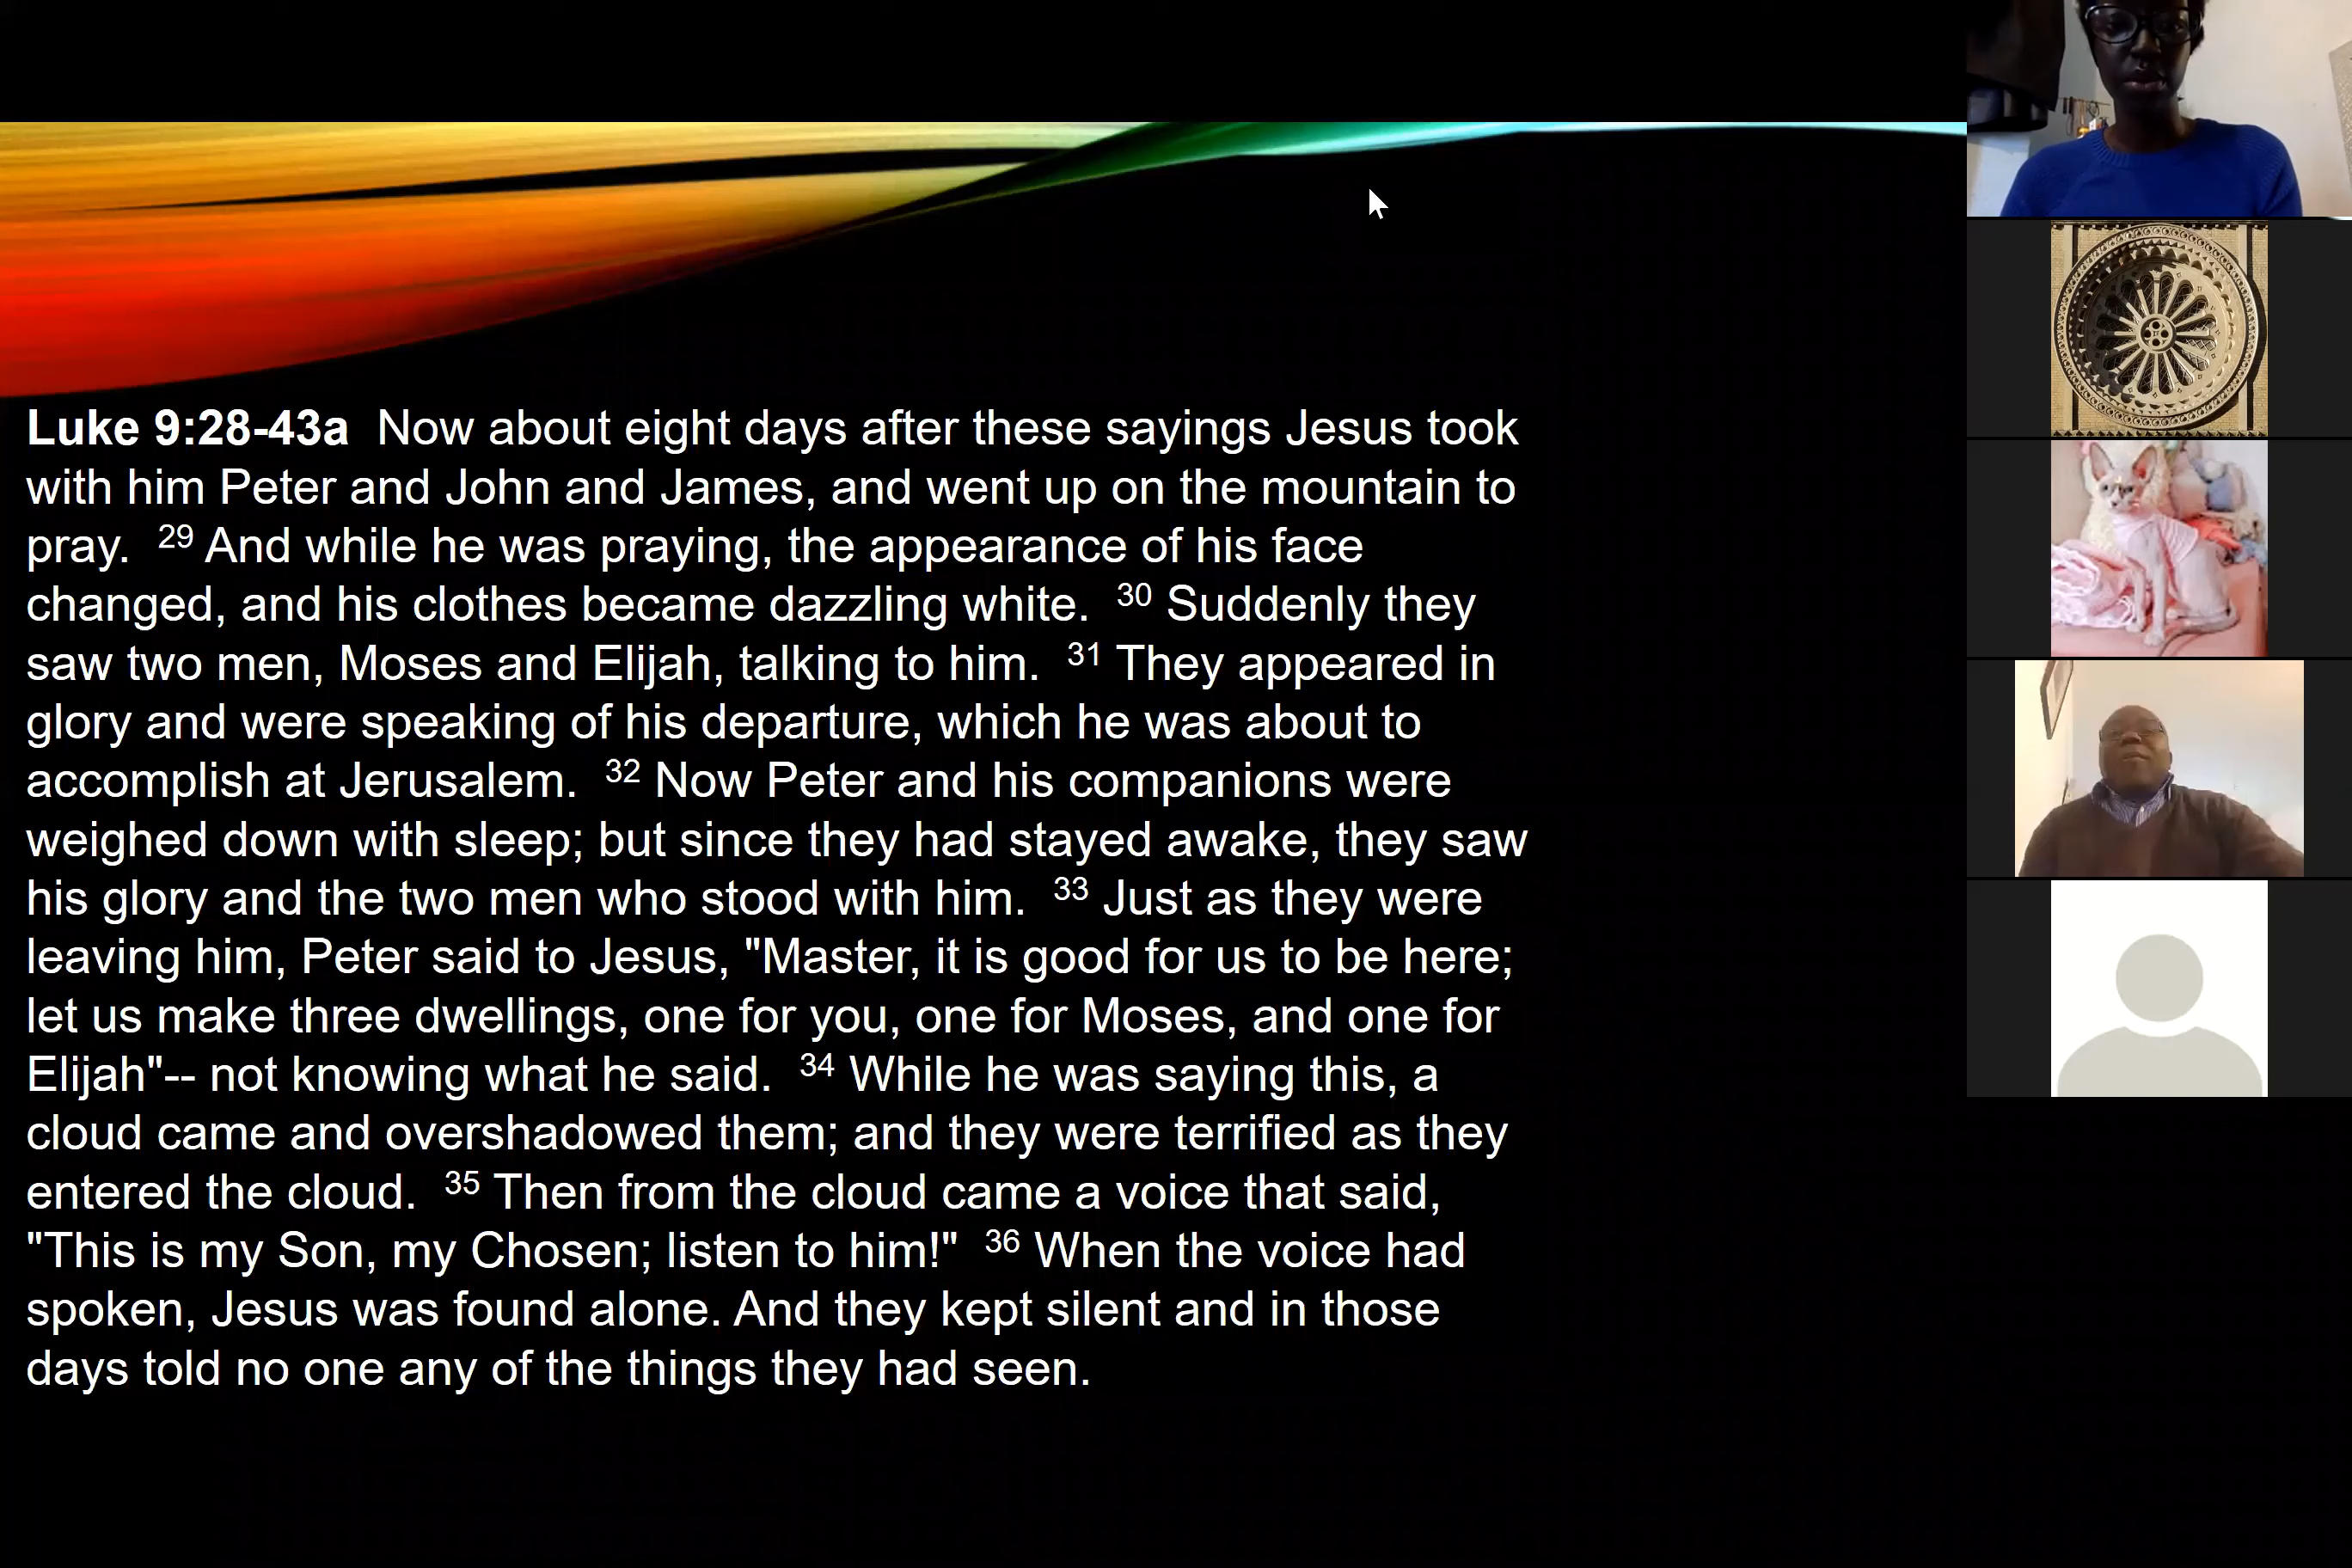 Luke 9:28-43a  Now about eight days after these sayings Jesus took
with him Peter and John and James, and went up on the mountain to
pray.  29 And while he was praying, the appearance of his face
changed, and his clothes became dazzling white.  30 Suddenly they
saw two men, Moses and Elijah, talking to him.  31 They appeared in
glory and were speaking of his departure, which he was about to
accomplish at Jerusalem.  32 Now Peter and his companions were
weighed down with sleep; but since they had stayed awake, they saw
his glory and the two men who stood with him.  33 Just as they were
leaving him, Peter said to Jesus, "Master, it is good for us to be here;
let us make three dwellings, one for you, one for Moses, and one for
Elijah"-- not knowing what he said.  34 While he was saying this, a
cloud came and overshadowed them; and they were terrified as they
entered the cloud.  35 Then from the cloud came a voice that said,
"This is my Son, my Chosen; listen to him!"  36 When the voice had
spoken, Jesus was found alone. And they kept silent and in those
days told no one any of the things they had seen.